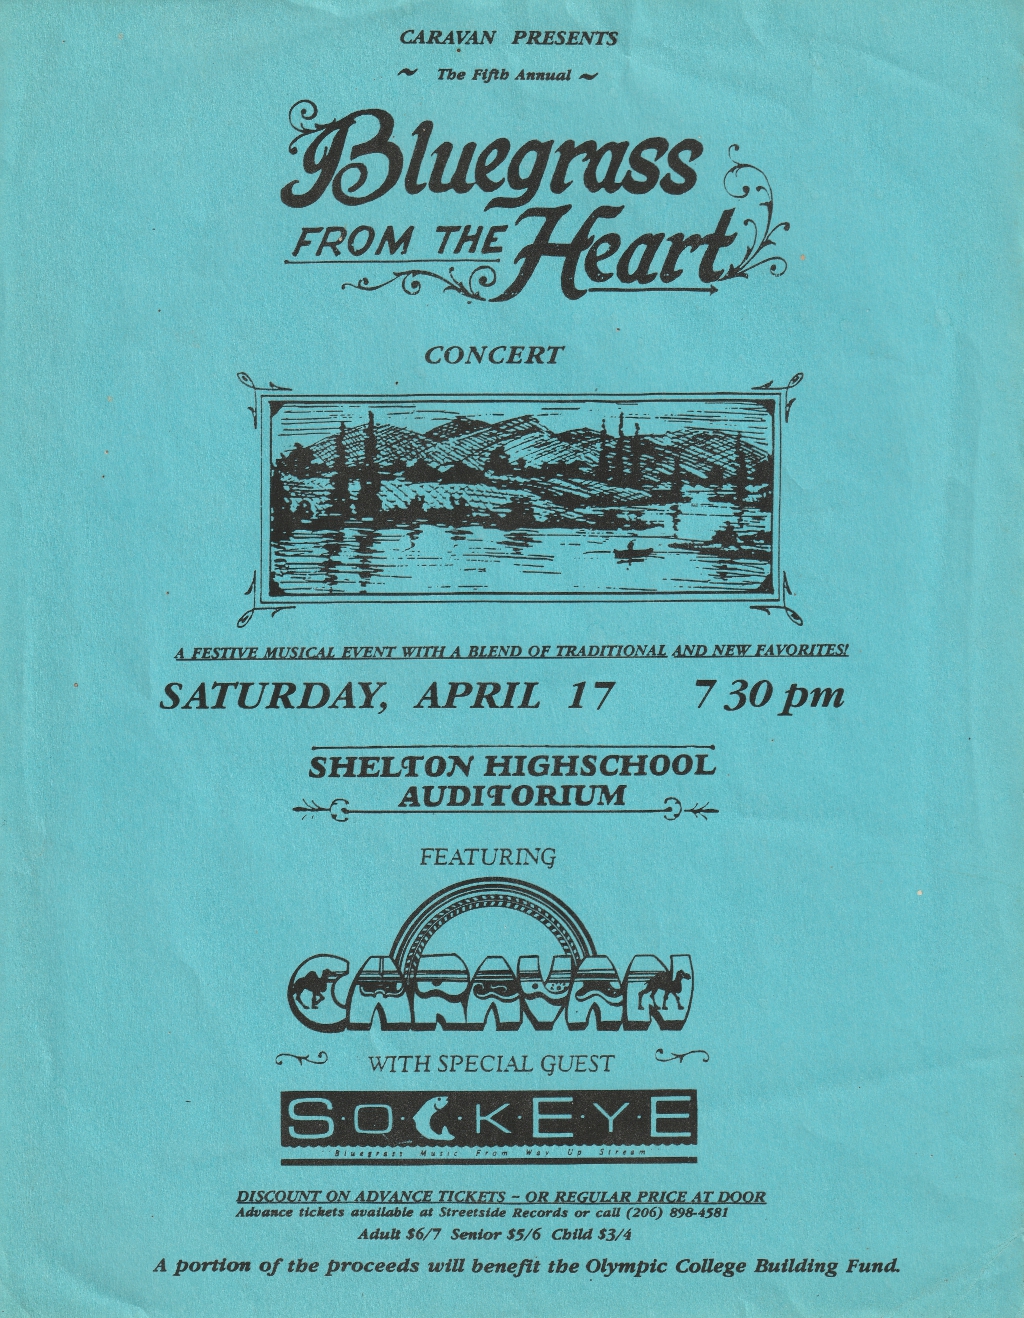 CARAVAN PRESENTS
~ The Fifth Annual ~
Bluegrass
FROM THE Heart
CONCERT
A FESTIVE MUSICAL EVENT WITH A BLEND OF TRADITIONAL AND NEW FAVORITES!
SATURDAY, APRIL 17 7 30 pm
SHELTON HIGHSCHOOL
AUDITORIUM
FEATURING
CARAVAN
WITH SPECIAL GUEST
S·O·C·K·E·Y·E
Bluegrass Music From Way Up Stream
DISCOUNT ON ADVANCE TICKETS – OR REGULAR PRICE AT DOOR
Advance tickets available at Streetside Records or call (206) 898-4581
Adult $6/7 Senior $5/6 Child $3/4
A portion of the proceeds will benefit the Olympic College Building Fund.